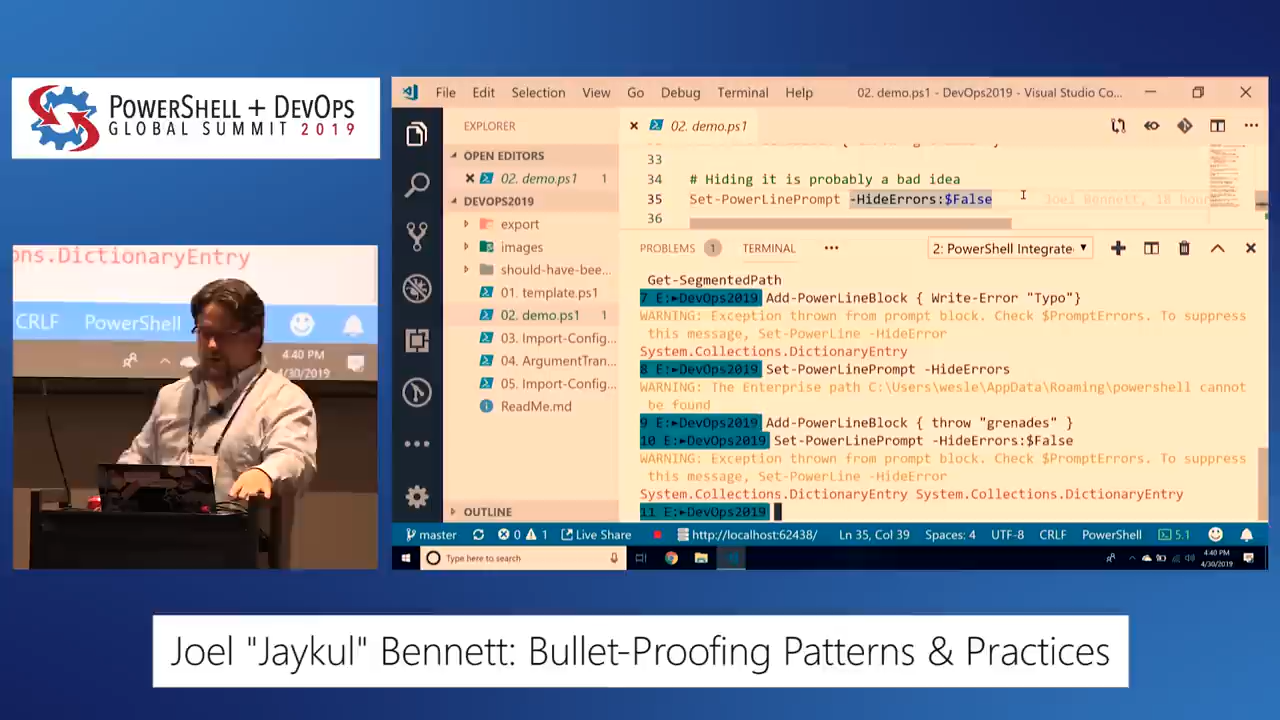 POWERSHELL + DEVOPS
GLOBAL SUMMIT 2019
ons.DictionaryEntry
CRLF PowerShell
4:40 PM
4/30/2019
File Edit Selection View Go Debug Terminal Help 02. demo.ps1 - DevOps2019 - Visual Studio Co...
EXPLORER
OPEN EDITORS
02. demo.ps1 1
DEVOPS2019
export
images
should-have-bee...
01. template.ps1
02. demo.ps1 1
03. Import-Config...
04. ArgumentTran...
05. Import-Config...
ReadMe.md
OUTLINE
02. demo.ps1
33
34 # Hiding it is probably a bad idea
35 Set-PowerLinePrompt -HideErrors:$False Joel Bennett, 18 hou
36
PROBLEMS 1 TERMINAL 2: PowerShell Integrate
Get-SegmentedPath
7 E:►DevOps2019 Add-PowerLineBlock { Write-Error "Typo"}
WARNING: Exception thrown from prompt block. Check $PromptErrors. To suppress
this message, Set-PowerLine -HideError
System.Collections.DictionaryEntry
8 E:►DevOps2019 Set-PowerLinePrompt -HideErrors
WARNING: The Enterprise path C:\Users\wesle\AppData\Roaming\powershell cannot
be found
9 E:►DevOps2019 Add-PowerLineBlock { throw "grenades" }
10 E:►DevOps2019 Set-PowerLinePrompt -HideErrors:$False
WARNING: Exception thrown from prompt block. Check $PromptErrors. To suppress
this message, Set-PowerLine -HideError
System.Collections.DictionaryEntry System.Collections.DictionaryEntry
11 E:►DevOps2019
master 0 1 Live Share http://localhost:62438/ Ln 35, Col 39 Spaces: 4 UTF-8 CRLF PowerShell 5.1
Type here to search
4:40 PM
4/30/2019
Joel "Jaykul" Bennett: Bullet-Proofing Patterns & Practices